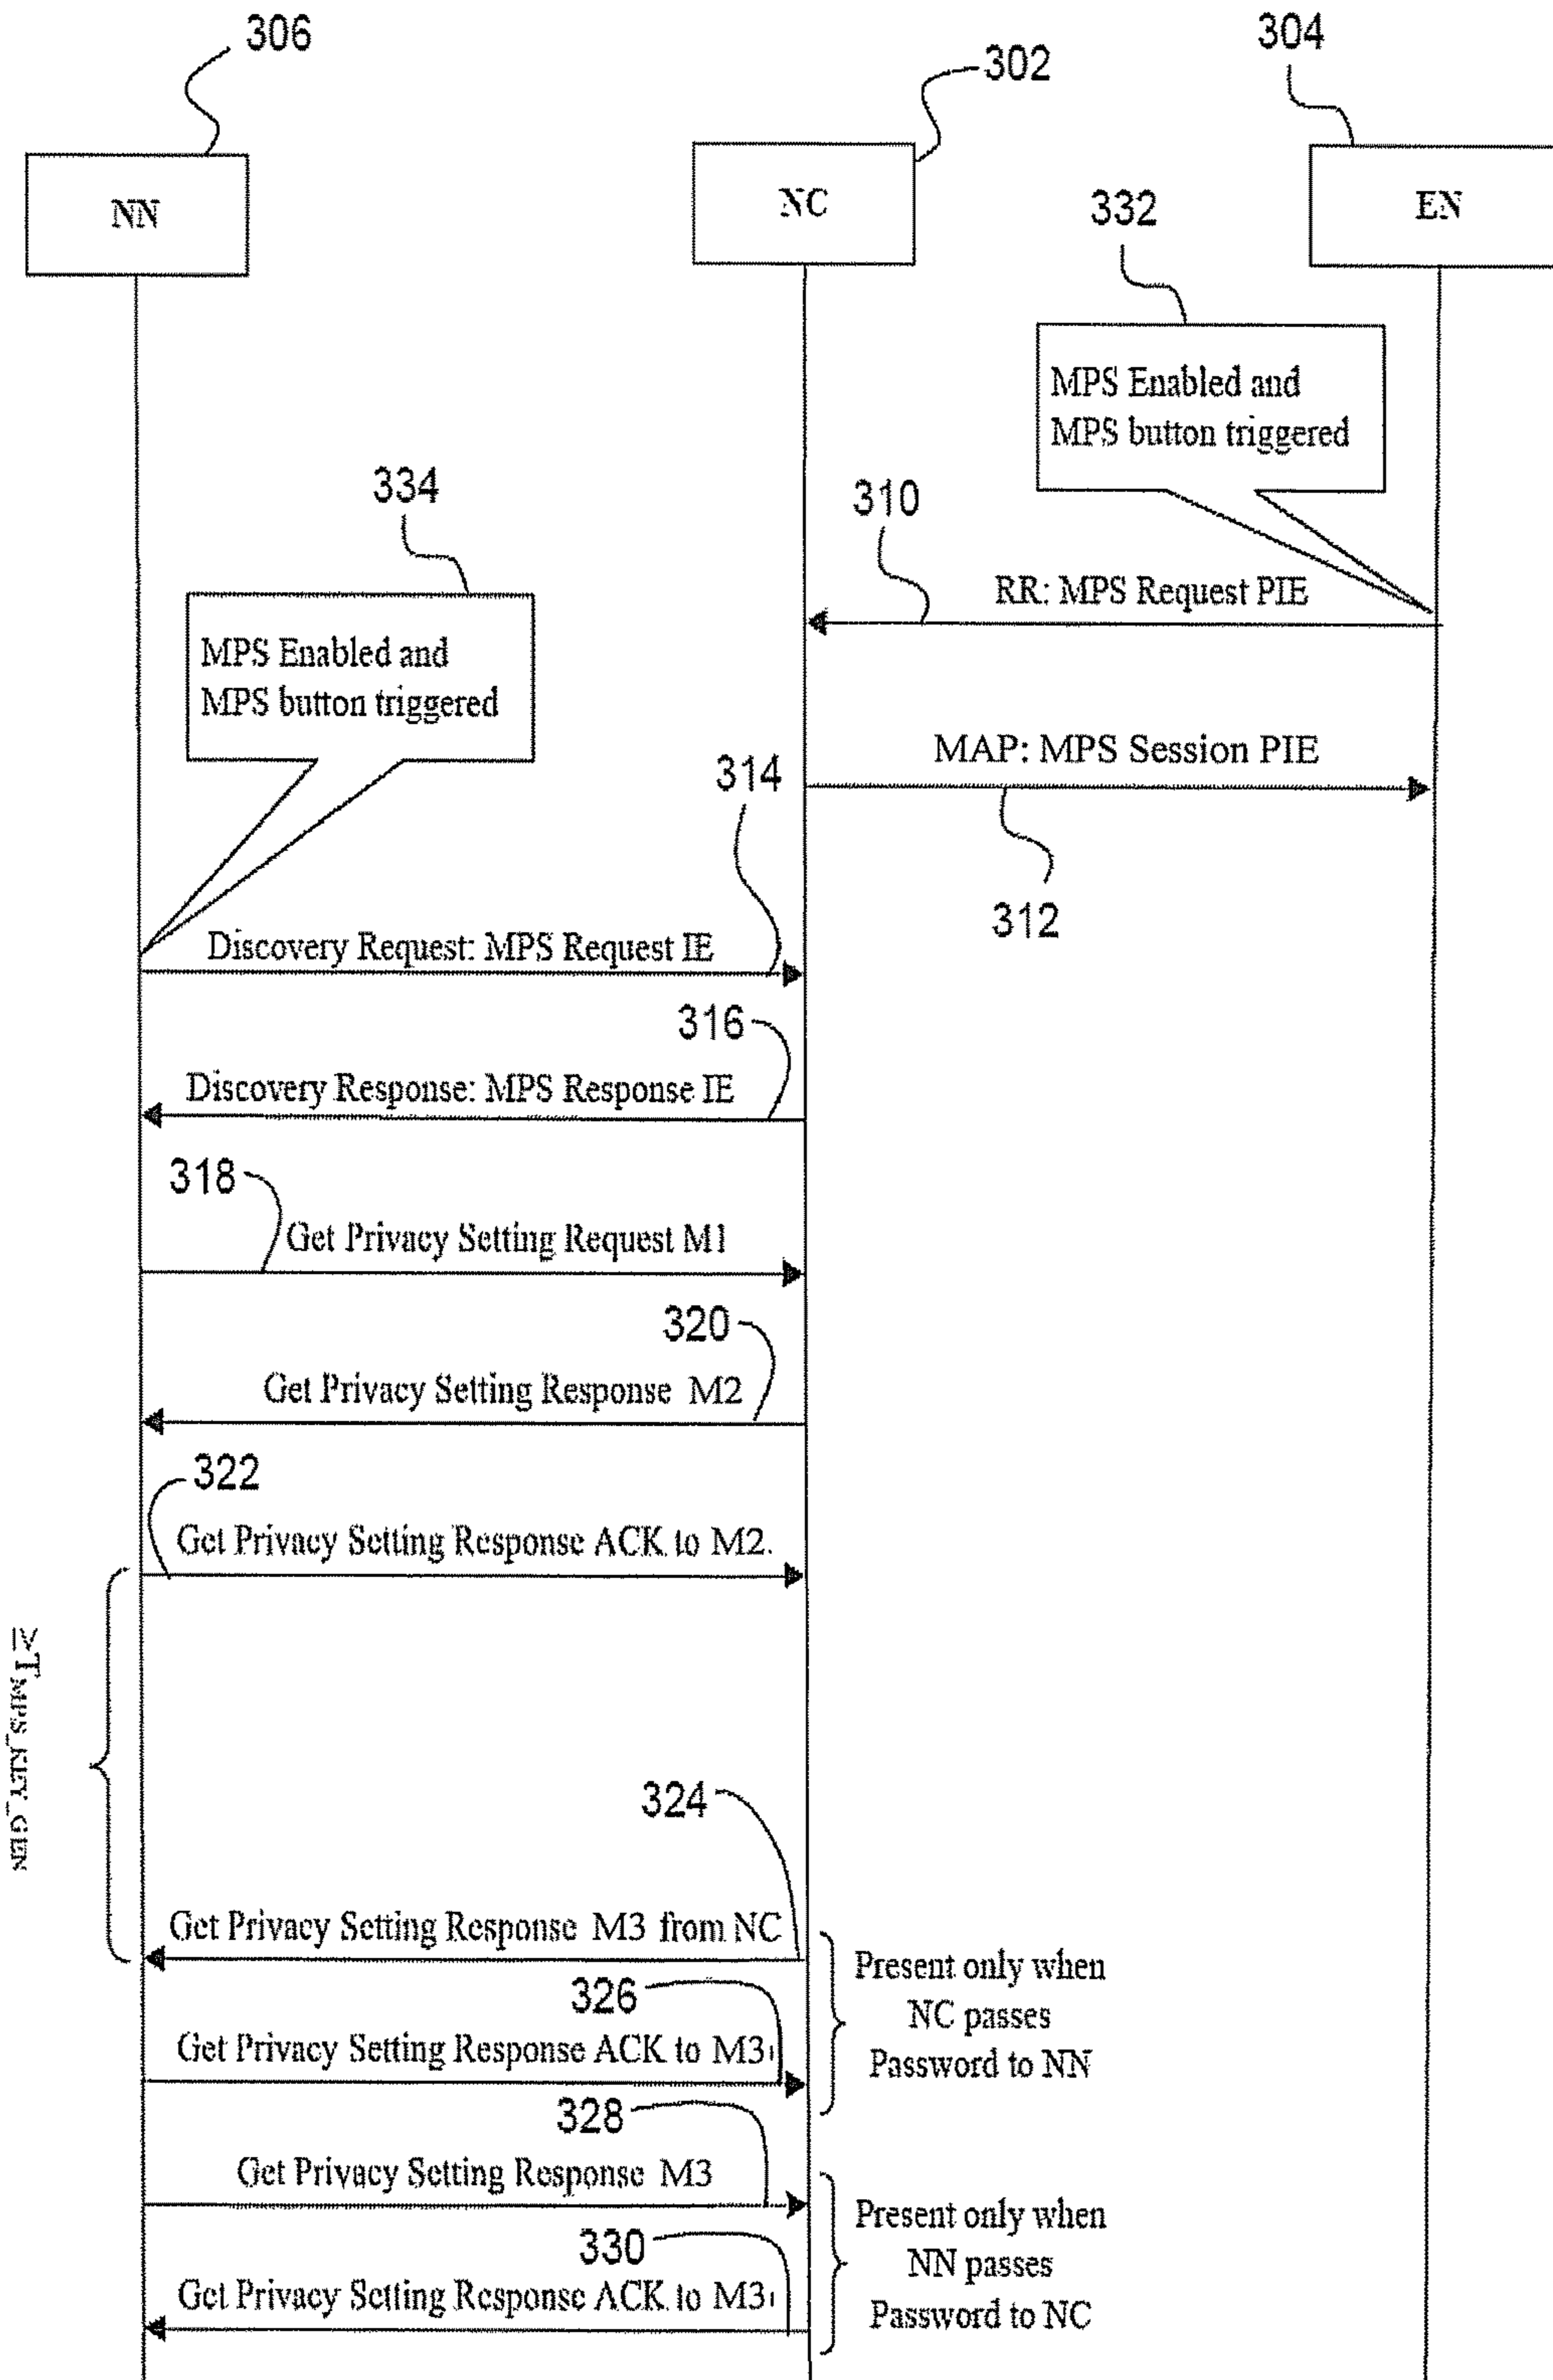 306
302
304
NN
NC
EN
332
MPS Enabled and
MPS button triggered
334
310
RR: MPS Request PIE
MPS Enabled and
MPS button triggered
314
MAP: MPS Session PIE
312
Discovery Request: MPS Request IE
316
Discovery Response: MPS Response IE
318
Get Privacy Setting Request M1
320
Get Privacy Setting Response M2
322
Get Privacy Setting Response ACK to M2.
≥TMPS_KEY_GEN
324
Get Privacy Setting Response M3 from NC
Present only when
NC passes
Password to NN
326
Get Privacy Setting Response ACK to M3
328
Get Privacy Setting Response M3
Present only when
NN passes
Password to NC
330
Get Privacy Setting Response ACK to M3